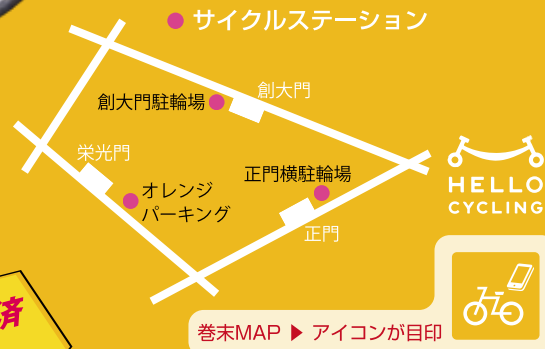 ● サイクルステーション
創大門
創大門駐輪場
栄光門
正門横駐輪場
オレンジ
パーキング
正門
HELLO
CYCLING
済
巻末MAP ▶ アイコンが目印